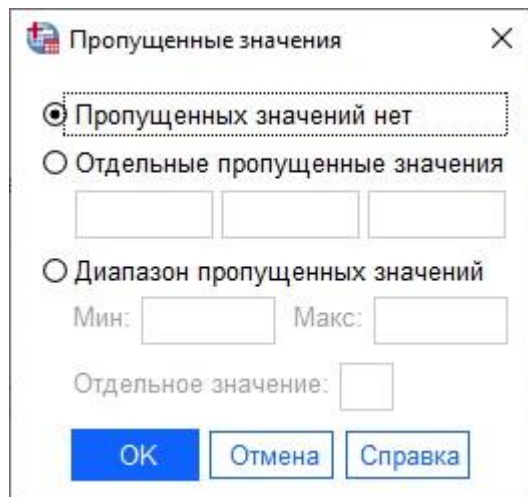 Пропущенные значения
Пропущенных значений нет
Отдельные пропущенные значения
Диапазон пропущенных значений
Мин: Макс:
Отдельное значение:
OK Отмена Справка